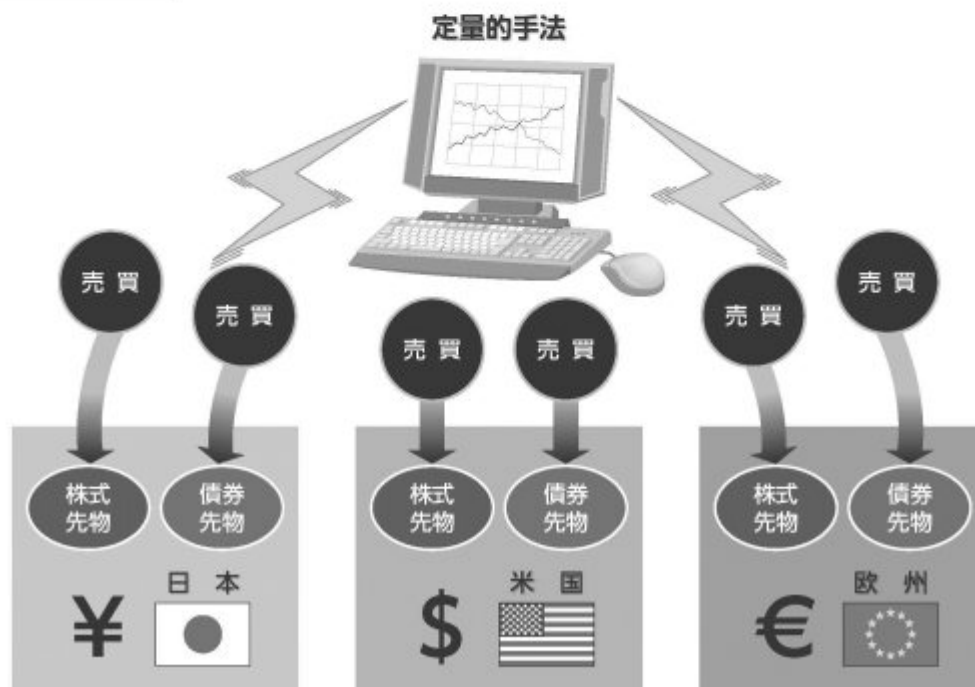 定量的手法
売 買
売 買
売 買
売 買
売 買
売 買
株式
先物
債券
先物
¥
日 本
株式
先物
債券
先物
$
米 国
株式
先物
債券
先物
€
欧 州